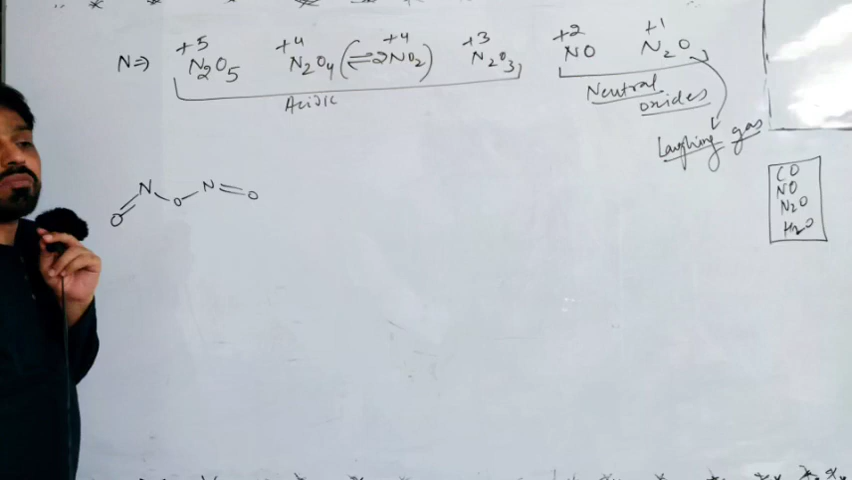 +5 +4 +4 +3 +2 +1
N⇒ N2O5 N2O4 (⇌2NO2) N2O3, NO N2O
Acidic
Neutral
oxides
Laughing gas
CO
NO
N2O
H2O
N N
O O O